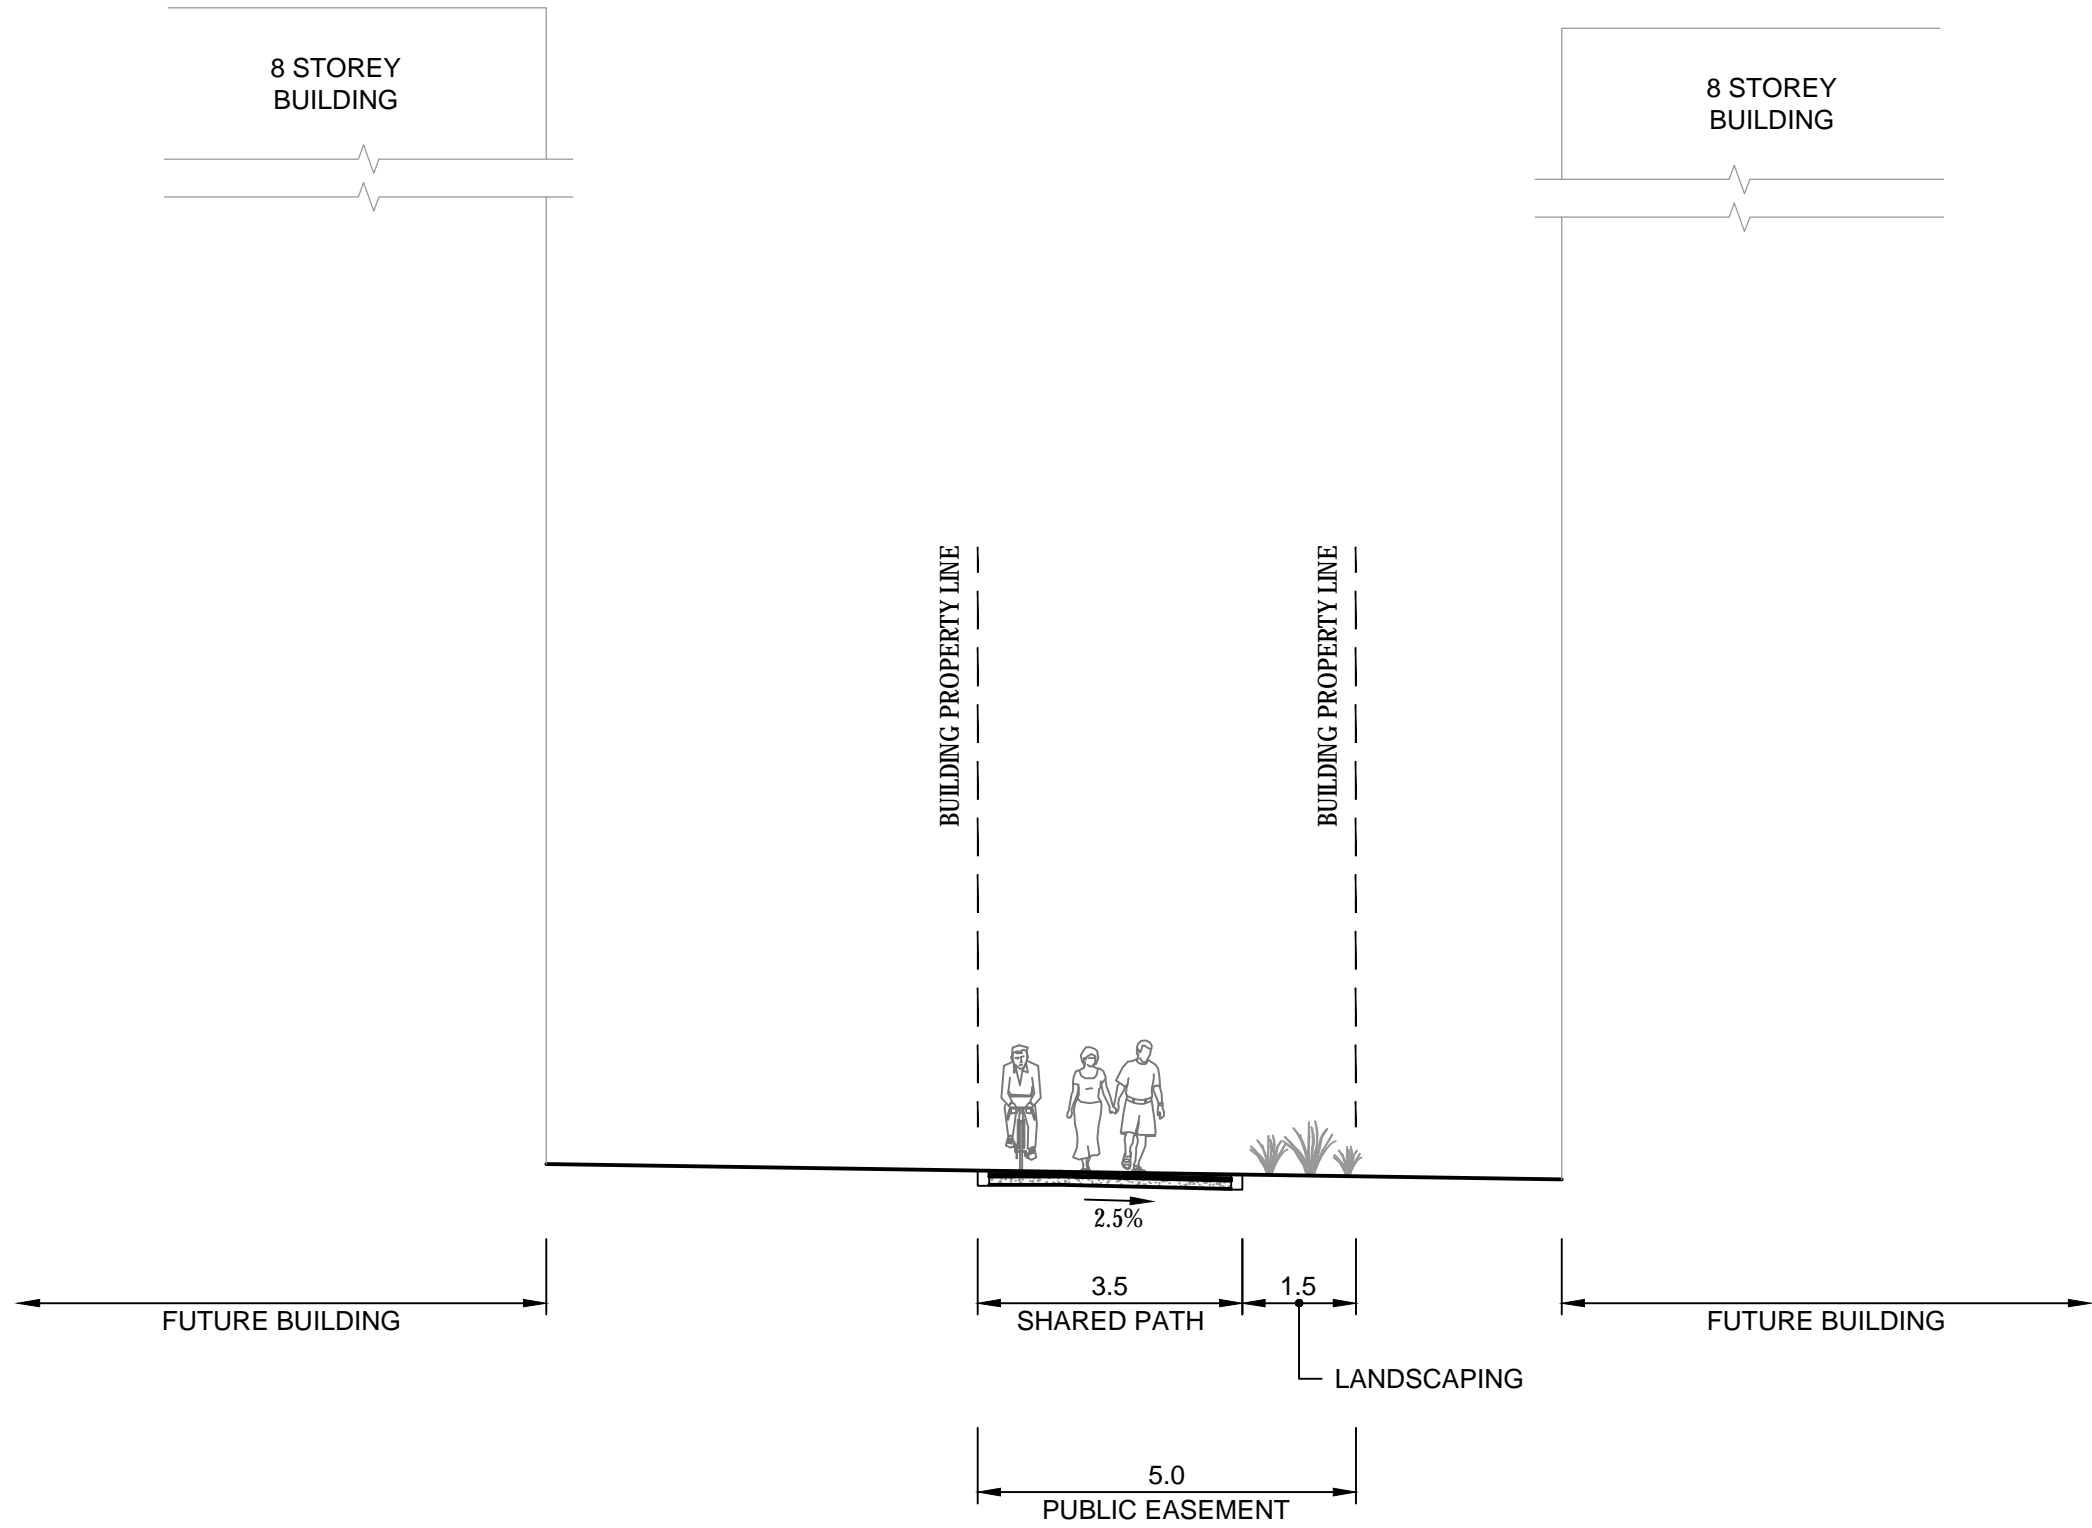 8 STOREY
BUILDING
8 STOREY
BUILDING
BUILDING PROPERTY LINE
BUILDING PROPERTY LINE
2.5%
3.5
SHARED PATH
1.5
FUTURE BUILDING
FUTURE BUILDING
LANDSCAPING
5.0
PUBLIC EASEMENT